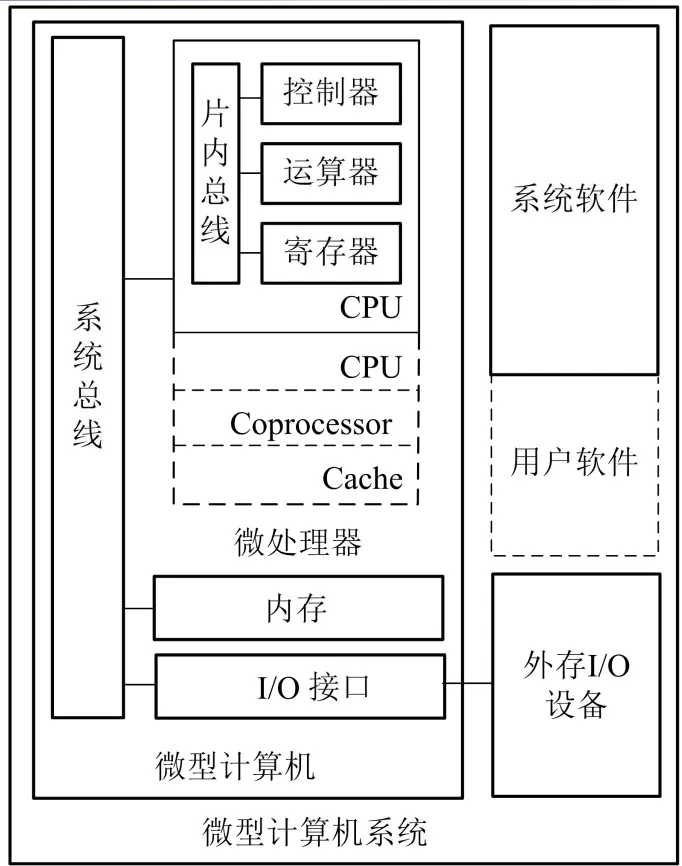 控制器
片内总线
运算器
寄存器
CPU
系统总线
CPU
Coprocessor
Cache
微处理器
内存
I/O 接口
微型计算机
系统软件
用户软件
外存I/O
设备
微型计算机系统